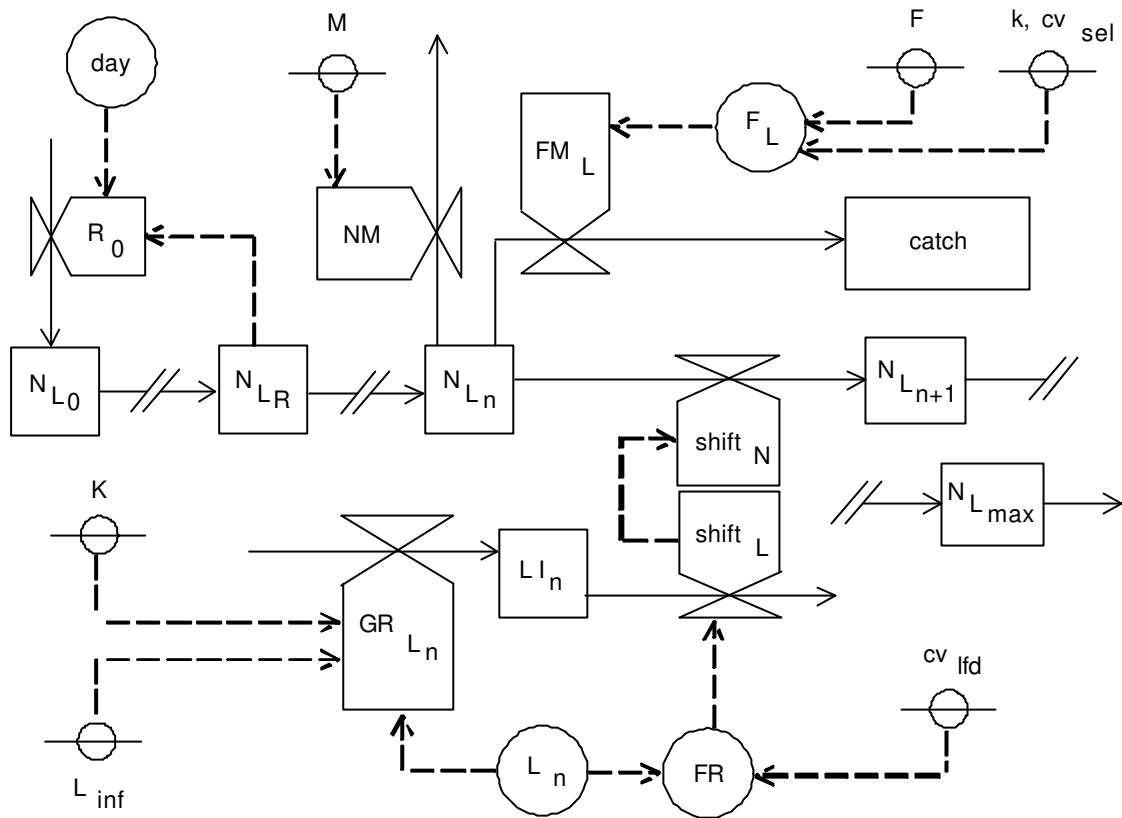 M
F
k, cv sel
day
F L
FM L
R 0
NM
catch
N L0
N LR
N Ln
N Ln+1
shift N
K
N Lmax
shift L
LI n
GR Ln
cv lfd
L n
FR
L inf